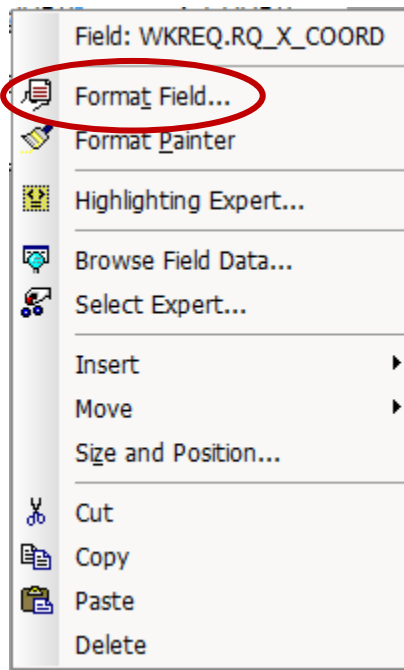 Field: WKREQ.RQ_X_COORD
Format Field...
Format Painter
Highlighting Expert...
Browse Field Data...
Select Expert...
Insert
Move
Size and Position...
Cut
Copy
Paste
Delete